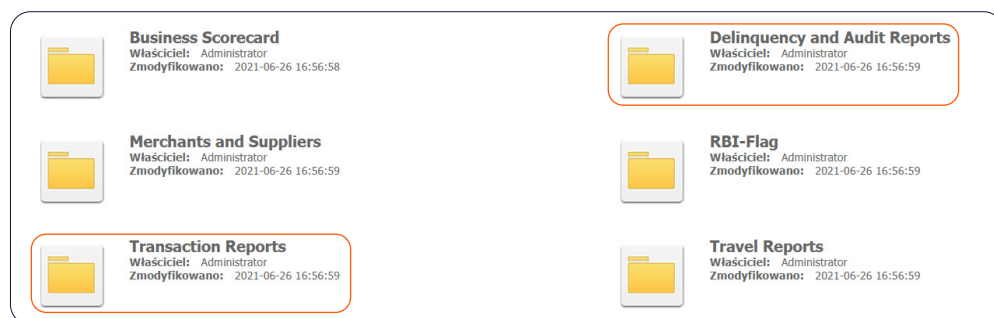 Business Scorecard
Właściciel: Administrator
Zmodyfikowano: 2021-06-26 16:56:58
Delinquency and Audit Reports
Właściciel: Administrator
Zmodyfikowano: 2021-06-26 16:56:59
Merchants and Suppliers
Właściciel: Administrator
Zmodyfikowano: 2021-06-26 16:56:59
RBI-Flag
Właściciel: Administrator
Zmodyfikowano: 2021-06-26 16:56:59
Transaction Reports
Właściciel: Administrator
Zmodyfikowano: 2021-06-26 16:56:59
Travel Reports
Właściciel: Administrator
Zmodyfikowano: 2021-06-26 16:56:59